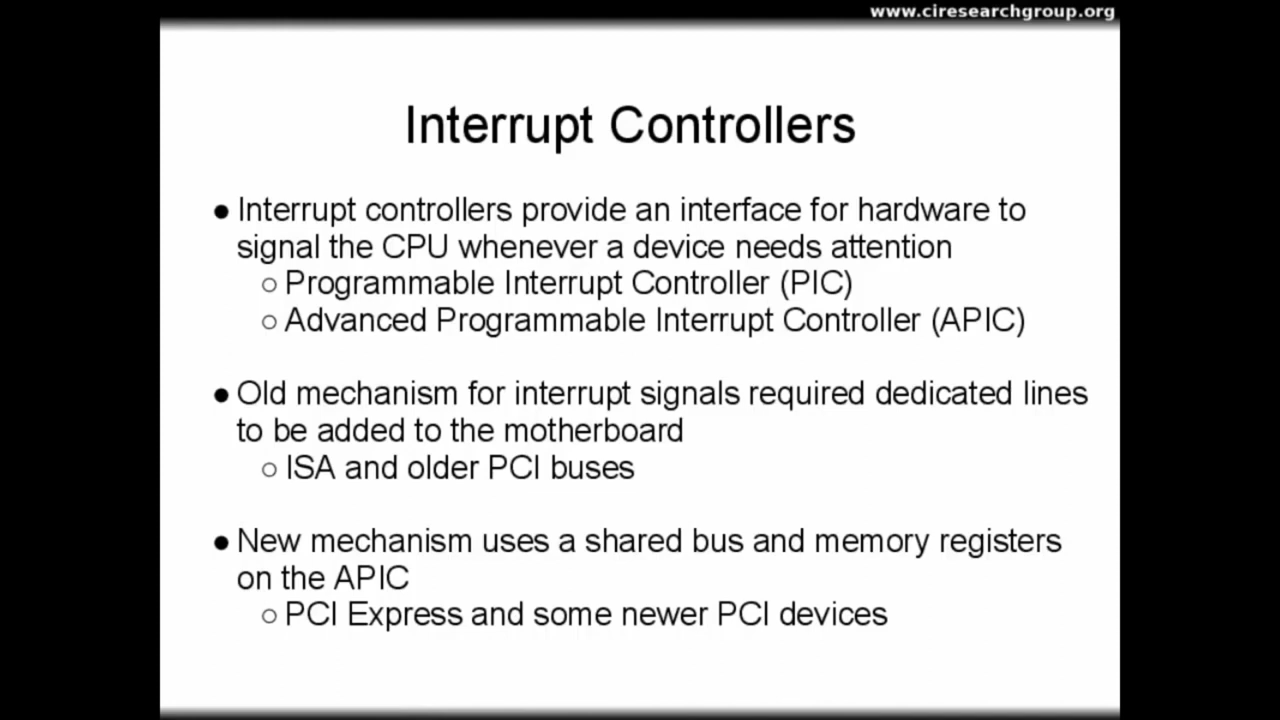 www.ciresearchgroup.org
Interrupt Controllers
● Interrupt controllers provide an interface for hardware to
signal the CPU whenever a device needs attention
○ Programmable Interrupt Controller (PIC)
○ Advanced Programmable Interrupt Controller (APIC)
● Old mechanism for interrupt signals required dedicated lines
to be added to the motherboard
○ ISA and older PCI buses
● New mechanism uses a shared bus and memory registers
on the APIC
○ PCI Express and some newer PCI devices